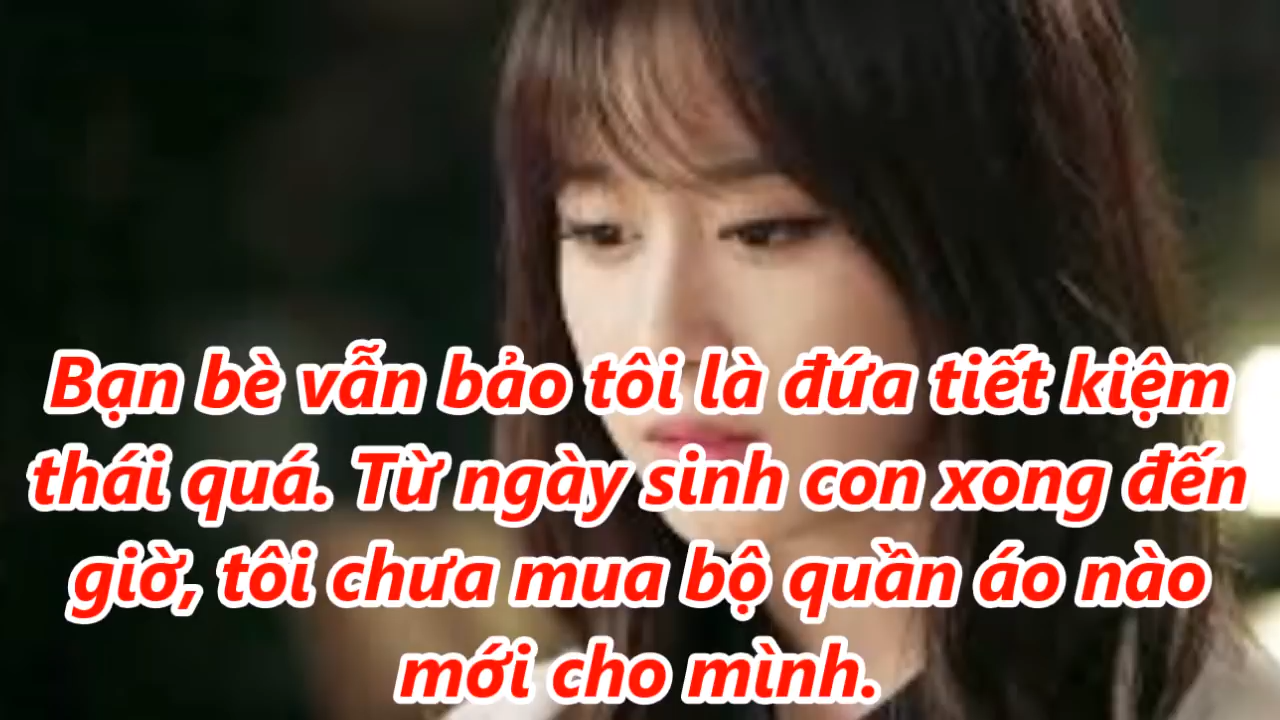 Bạn bè vẫn bảo tôi là đứa tiết kiệm
thái quá. Từ ngày sinh con xong đến
giờ, tôi chưa mua bộ quần áo nào
mới cho mình.